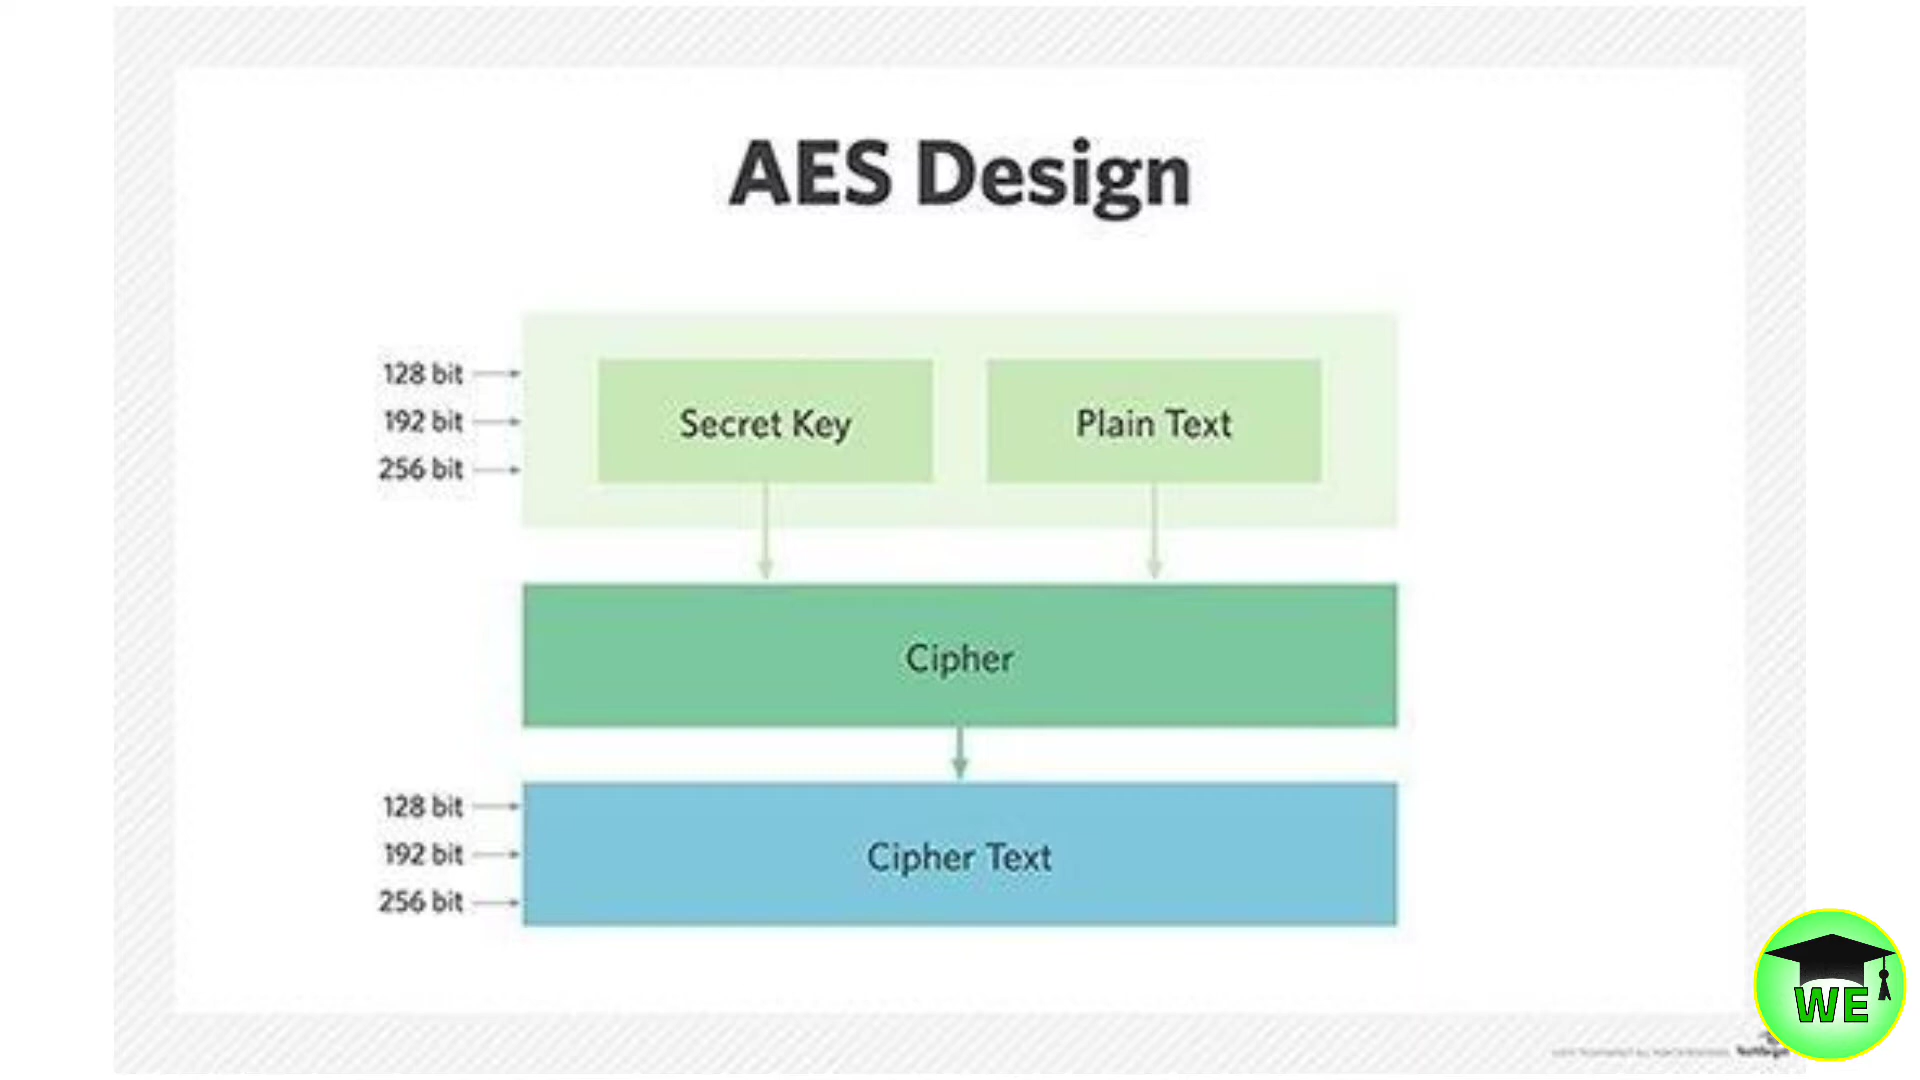 AES Design
128 bit
192 bit
256 bit
Secret Key
Plain Text
Cipher
128 bit
192 bit
256 bit
Cipher Text
WE